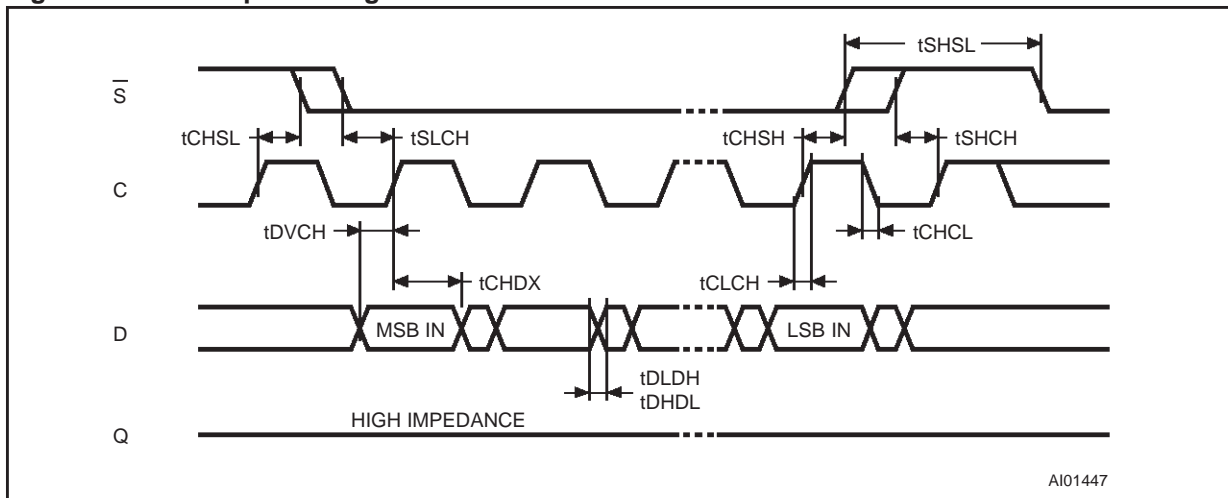 tSHSL
S
tCHSL
tSLCH
tCHSH
tSHCH
C
tDVCH
tCHCL
tCHDX
tCLCH
D
MSB IN
LSB IN
tDLDH
tDHDL
HIGH IMPEDANCE
Q
AI01447